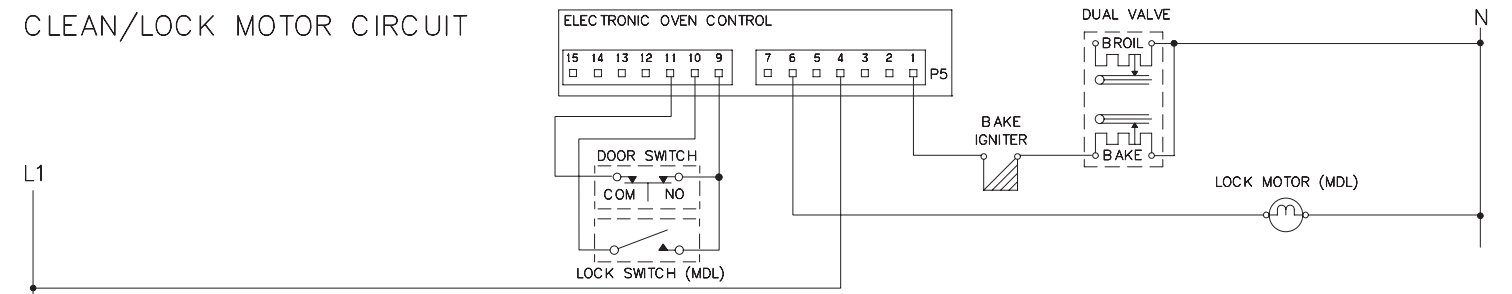 CLEAN/LOCK MOTOR CIRCUIT
ELECTRONIC OVEN CONTROL
15 14 13 12 11 10 9 7 6 5 4 3 2 1
P5
DUAL VALVE
N
BROIL
BAKE
IGNITER
BAKE
DOOR SWITCH
COM NO
L1
LOCK MOTOR (MDL)
LOCK SWITCH (MDL)